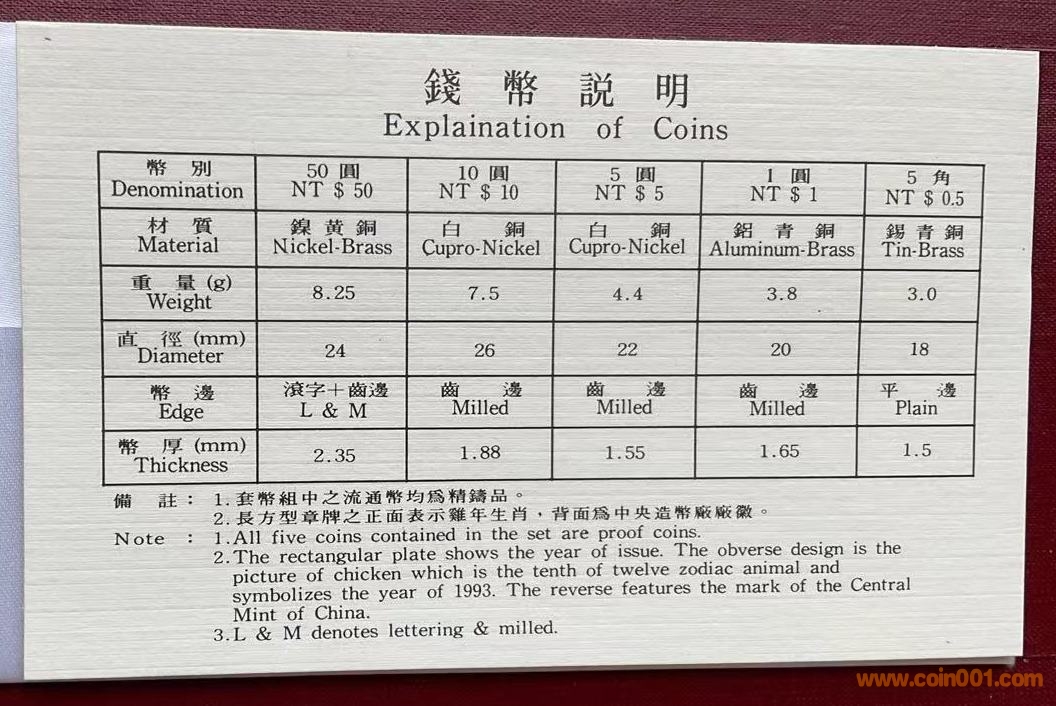 錢幣説明
Explaination of Coins
幣別 50圓 10圓 5圓 1圓 5角
Denomination NT $ 50 NT $ 10 NT $ 5 NT $ 1 NT $ 0.5
材質 鎳黃銅 白銅 白銅 鋁青銅 錫青銅
Material Nickel-Brass Cupro-Nickel Cupro-Nickel Aluminum-Brass Tin-Brass
重量(g) 8.25 7.5 4.4 3.8 3.0
Weight
直徑(mm) 24 26 22 20 18
Diameter
幣邊 滾字+齒邊 齒邊 齒邊 齒邊 平邊
Edge L & M Milled Milled Milled Plain
幣厚(mm) 2.35 1.88 1.55 1.65 1.5
Thickness
備註：1.套幣組中之流通幣均爲精鑄品。
2.長方型章牌之正面表示雞年生肖，背面爲中央造幣廠廠徽。
Note : 1.All five coins contained in the set are proof coins.
2.The rectangular plate shows the year of issue. The obverse design is the
picture of chicken which is the tenth of twelve zodiac animal and
symbolizes the year of 1993. The reverse features the mark of the Central
Mint of China.
3.L & M denotes lettering & milled.
www.coin001.com